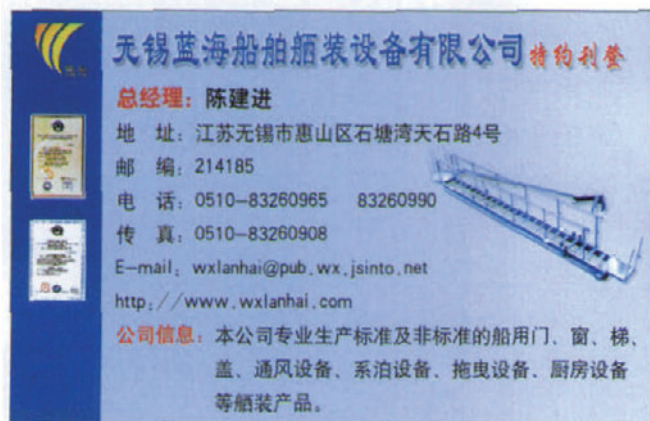 无锡蓝海船舶舾装设备有限公司 特约刊登
总经理：陈建进
地 址：江苏无锡市惠山区石塘湾天石路4号
邮 编：214185
电 话：0510-83260965 83260990
传 真：0510-83260908
E-mail：wxlanhai@pub.wx.jsinto.net
http://www.wxlanhai.com
公司信息：本公司专业生产标准及非标准的船用门、窗、梯、
盖、通风设备、系泊设备、拖曳设备、厨房设备
等舾装产品。